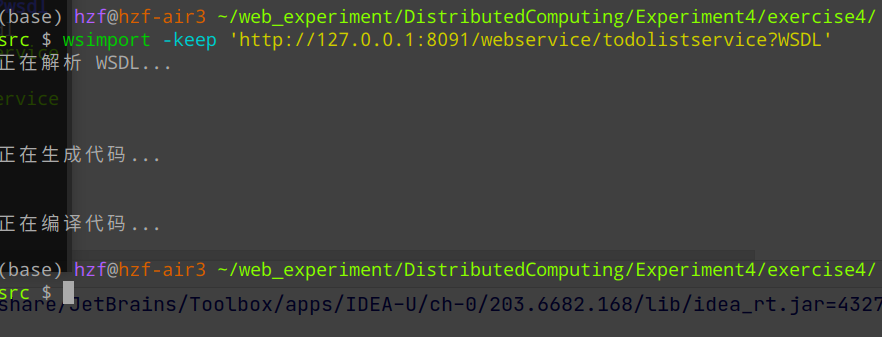 (base) hzf@hzf-air3 ~/web_experiment/DistributedComputing/Experiment4/exercise4/
src $ wsimport -keep 'http://127.0.0.1:8091/webservice/todolistservice?WSDL'
正在解析 WSDL...
ervice
正在生成代码...
正在编译代码...
(base) hzf@hzf-air3 ~/web_experiment/DistributedComputing/Experiment4/exercise4/
src $
share/JetBrains/Toolbox/apps/IDEA-U/ch-0/203.6682.168/lib/idea_rt.jar=4327